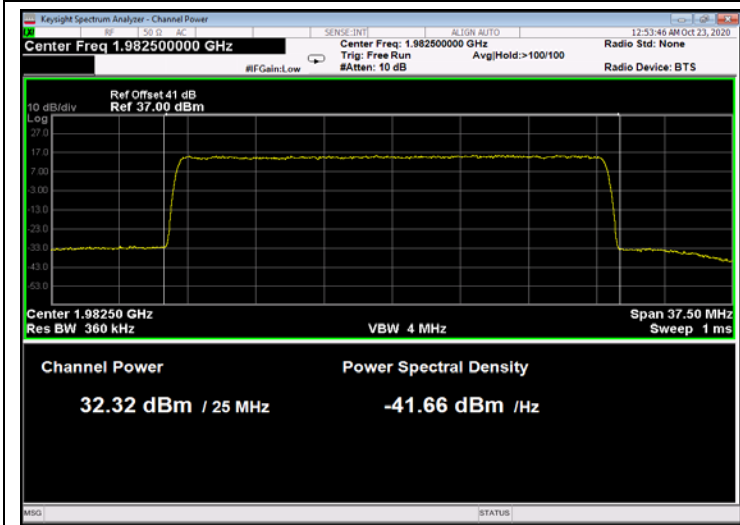 Keysight Spectrum Analyzer - Channel Power
RF 50 Ω AC SENSE:INT ALIGN AUTO 12:53:46 AM Oct 23, 2020
Center Freq 1.982500000 GHz Center Freq: 1.982500000 GHz Radio Std: None
Trig: Free Run Avg|Hold:>100/100
#IFGain:Low #Atten: 10 dB Radio Device: BTS
Ref Offset 41 dB
10 dB/div Ref 37.00 dBm
Log
27.0
17.0
7.00
-3.00
-13.0
-23.0
-33.0
-43.0
-53.0
Center 1.98250 GHz Span 37.50 MHz
Res BW 360 kHz VBW 4 MHz Sweep 1 ms
Channel Power Power Spectral Density
32.32 dBm / 25 MHz -41.66 dBm /Hz
MSG STATUS